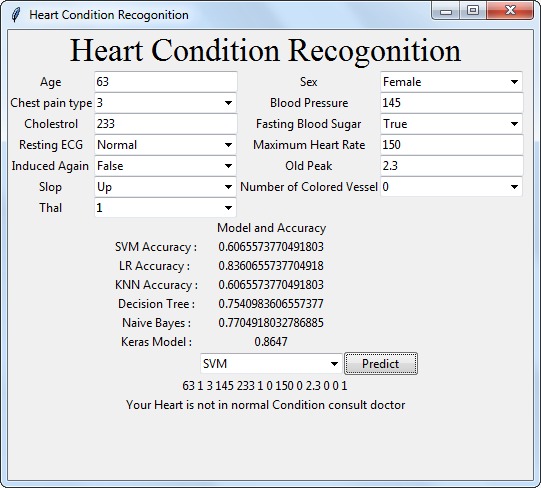 Heart Condition Recogonition
Heart Condition Recogonition
Age 63 Sex Female
Chest pain type 3 Blood Pressure 145
Cholestrol 233 Fasting Blood Sugar True
Resting ECG Normal Maximum Heart Rate 150
Induced Again False Old Peak 2.3
Slop Up Number of Colored Vessel 0
Thal 1
Model and Accuracy
SVM Accuracy : 0.6065573770491803
LR Accuracy : 0.8360655737704918
KNN Accuracy : 0.6065573770491803
Decision Tree : 0.7540983606557377
Naive Bayes : 0.7704918032786885
Keras Model : 0.8647
SVM Predict
63 1 3 145 233 1 0 150 0 2.3 0 0 1
Your Heart is not in normal Condition consult doctor